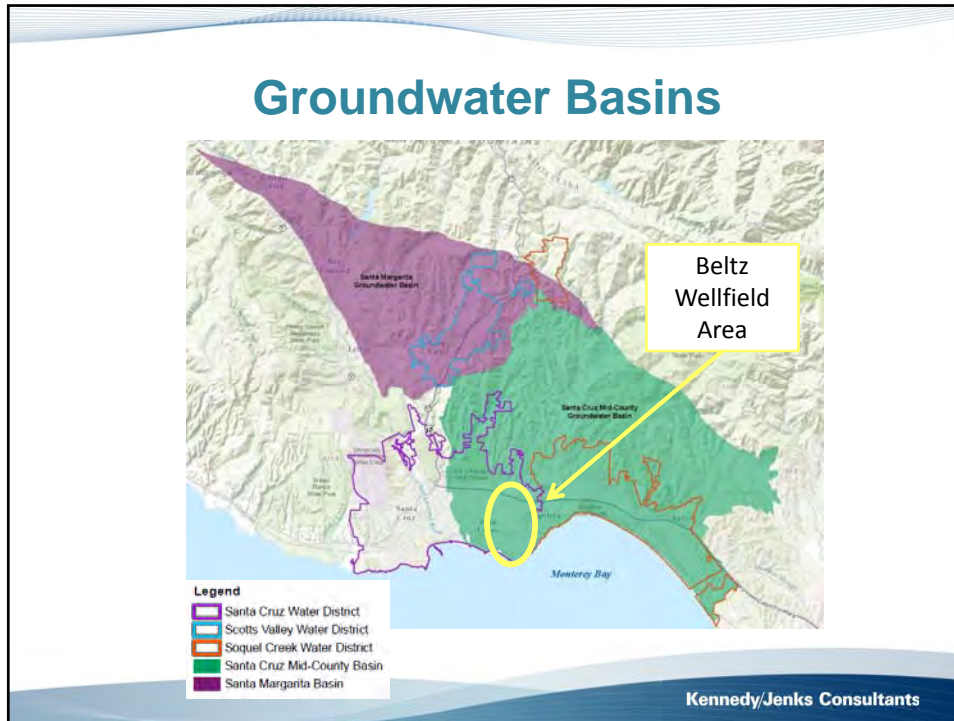 Groundwater Basins
Santa Margarita
Groundwater Basin
Beltz
Wellfield
Area
Santa Cruz Mid-County
Groundwater Basin
Santa
Cruz
Monterey Bay
Legend
Santa Cruz Water District
Scotts Valley Water District
Soquel Creek Water District
Santa Cruz Mid-County Basin
Santa Margarita Basin
Kennedy/Jenks Consultants